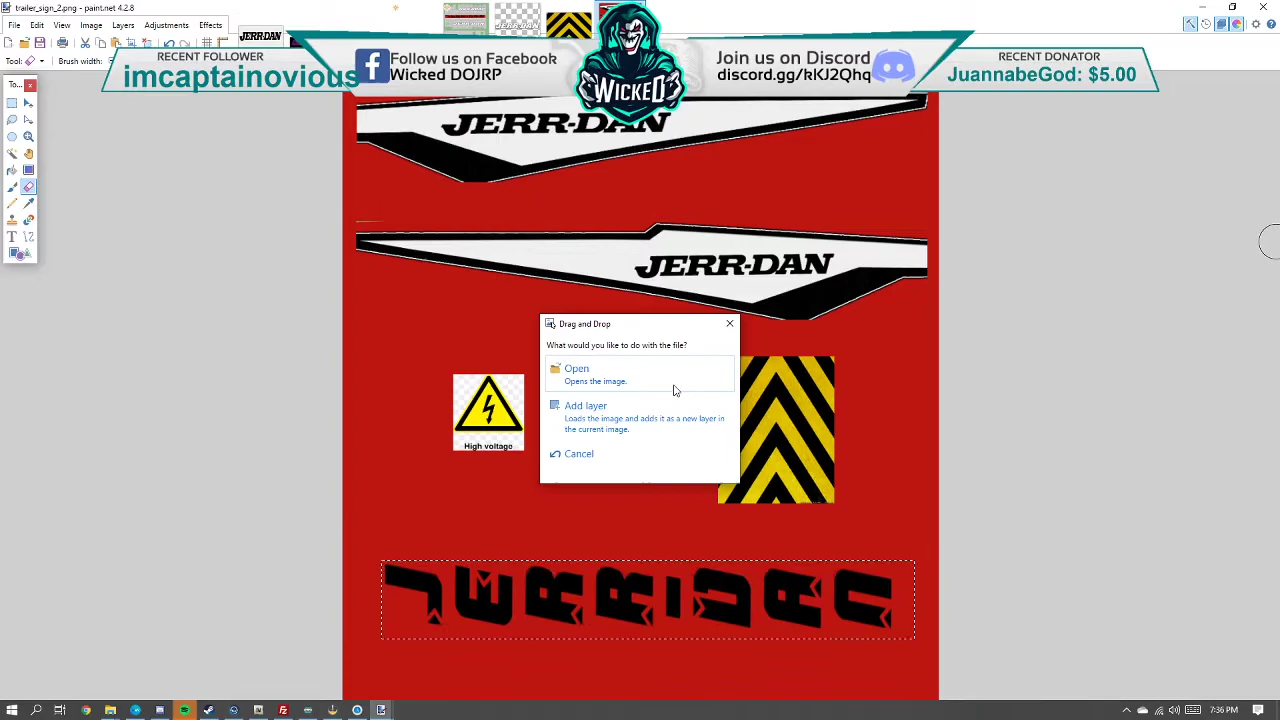 trailer_sign_2.png - paint.net 4.2.8
Image Layers Adjustments Effects
JERR-DAN
Brush width:
RECENT FOLLOWER
imcaptainovious
Follow us on Facebook
Wicked DOJRP
WICKED
Join us on Discord
discord.gg/kKJ2Qhq
RECENT DONATOR
JuannabeGod: $5.00
JERR-DAN
JERR-DAN
Drag and Drop
What would you like to do with the file?
Open
Opens the image.
Add layer
Loads the image and adds it as a new layer in
the current image.
Cancel
High voltage
JERR-DAN
7:36 PM